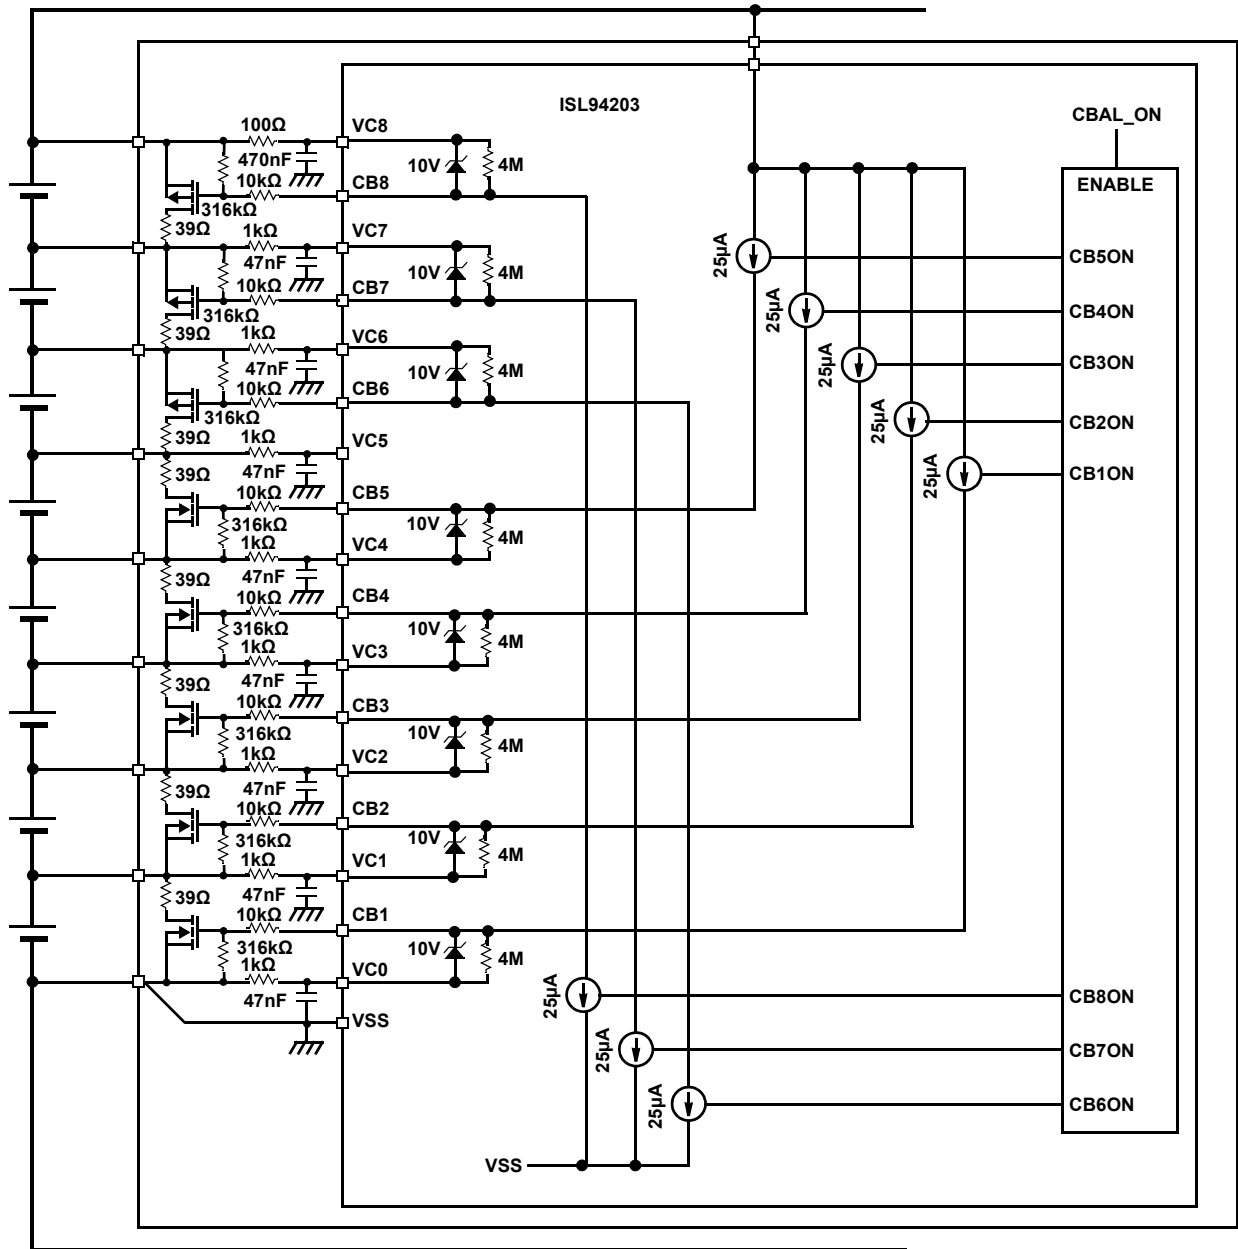 ISL94203
CBAL_ON
ENABLE
100Ω
VC8
470nF
10V
4M
10kΩ
CB8
316kΩ
39Ω
1kΩ
VC7
47nF
10V
4M
10kΩ
CB7
316kΩ
39Ω
1kΩ
VC6
47nF
10V
4M
10kΩ
CB6
316kΩ
39Ω
1kΩ
VC5
39Ω
47nF
10kΩ
CB5
10V
4M
316kΩ
1kΩ
VC4
47nF
39Ω
10kΩ
CB4
10V
4M
316kΩ
1kΩ
VC3
47nF
39Ω
10kΩ
CB3
10V
4M
316kΩ
1kΩ
VC2
47nF
39Ω
10kΩ
CB2
10V
4M
316kΩ
1kΩ
VC1
47nF
39Ω
10kΩ
CB1
10V
4M
316kΩ
1kΩ
VC0
47nF
VSS
25µA
CB5ON
25µA
CB4ON
25µA
CB3ON
25µA
CB2ON
25µA
CB1ON
25µA
CB8ON
25µA
CB7ON
25µA
CB6ON
VSS